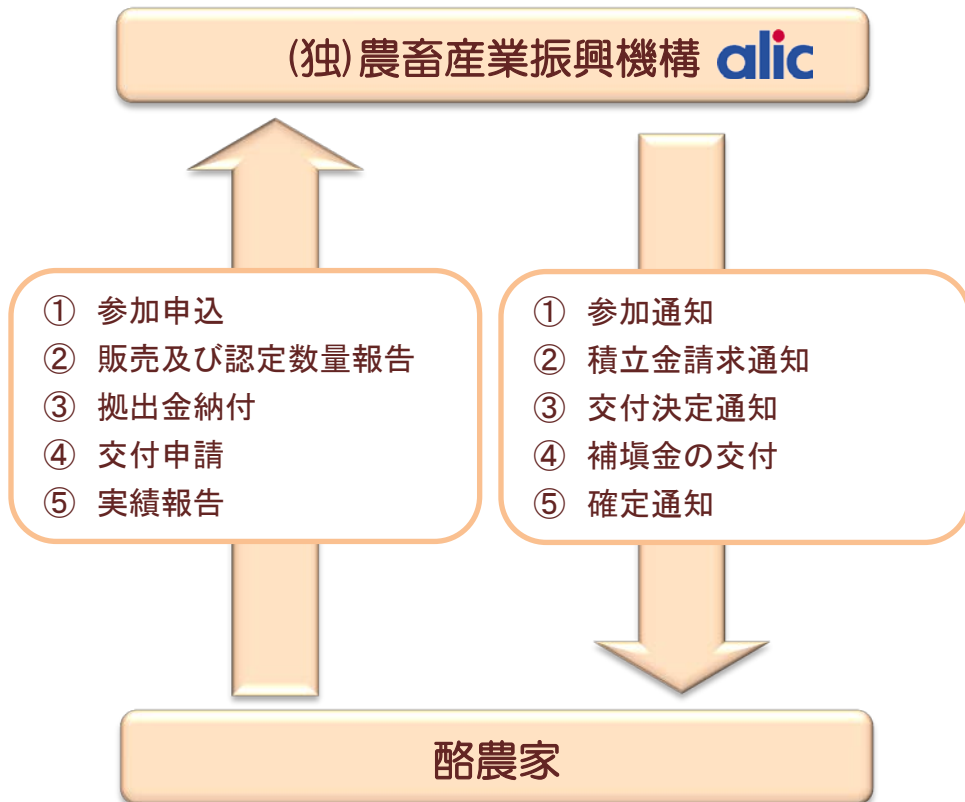 (独)農畜産業振興機構 alic
① 参加申込
② 販売及び認定数量報告
③ 拠出金納付
④ 交付申請
⑤ 実績報告
① 参加通知
② 積立金請求通知
③ 交付決定通知
④ 補塡金の交付
⑤ 確定通知
酪農家